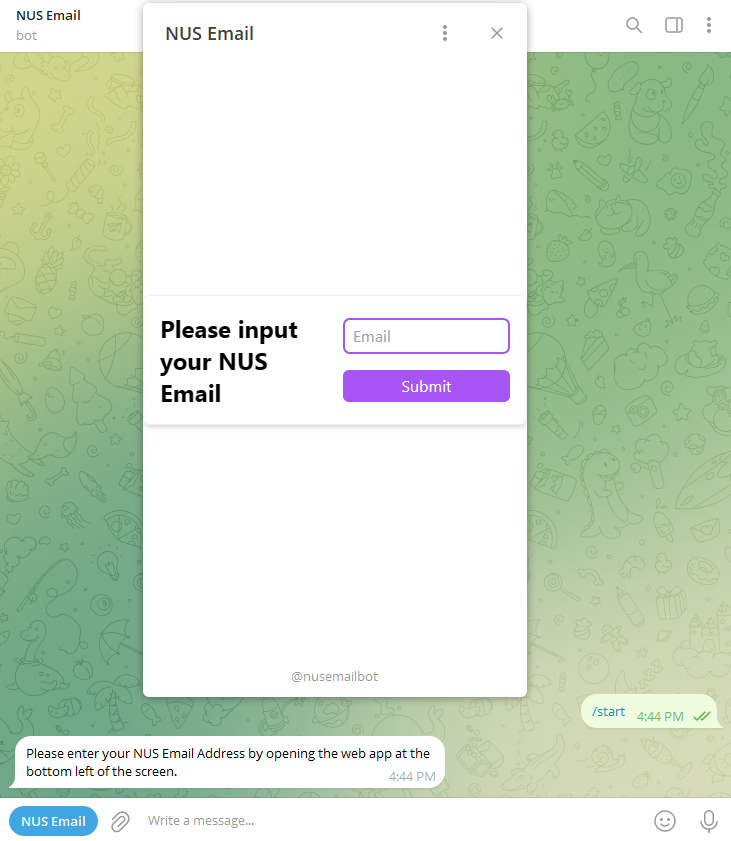 NUS Email
bot
NUS Email
Please input
your NUS
Email
Email
Submit
@nusemailbot
/start 4:44 PM
Please enter your NUS Email Address by opening the web app at the
bottom left of the screen.
4:44 PM
NUS Email
Write a message...